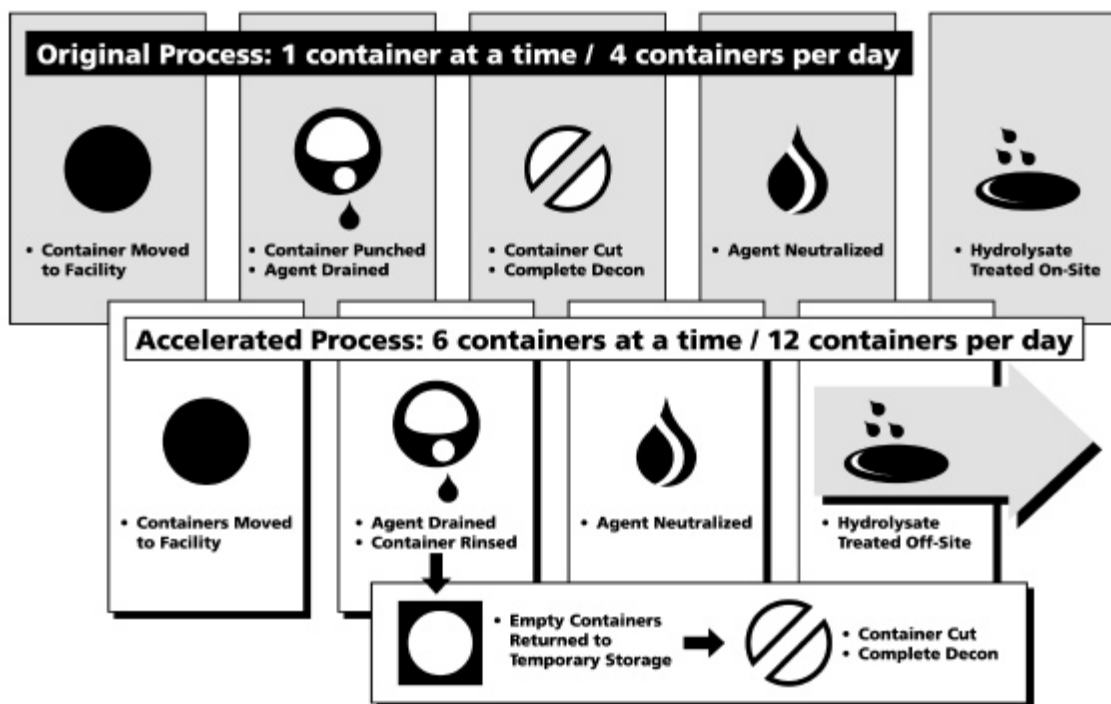 Original Process: 1 container at a time / 4 containers per day
• Container Moved
to Facility
• Container Punched
• Agent Drained
• Container Cut
• Complete Decon
• Agent Neutralized
• Hydrolysate
Treated On-Site
Accelerated Process: 6 containers at a time / 12 containers per day
• Containers Moved
to Facility
• Agent Drained
• Container Rinsed
• Agent Neutralized
• Hydrolysate
Treated Off-Site
• Empty Containers
Returned to
Temporary Storage
• Container Cut
• Complete Decon